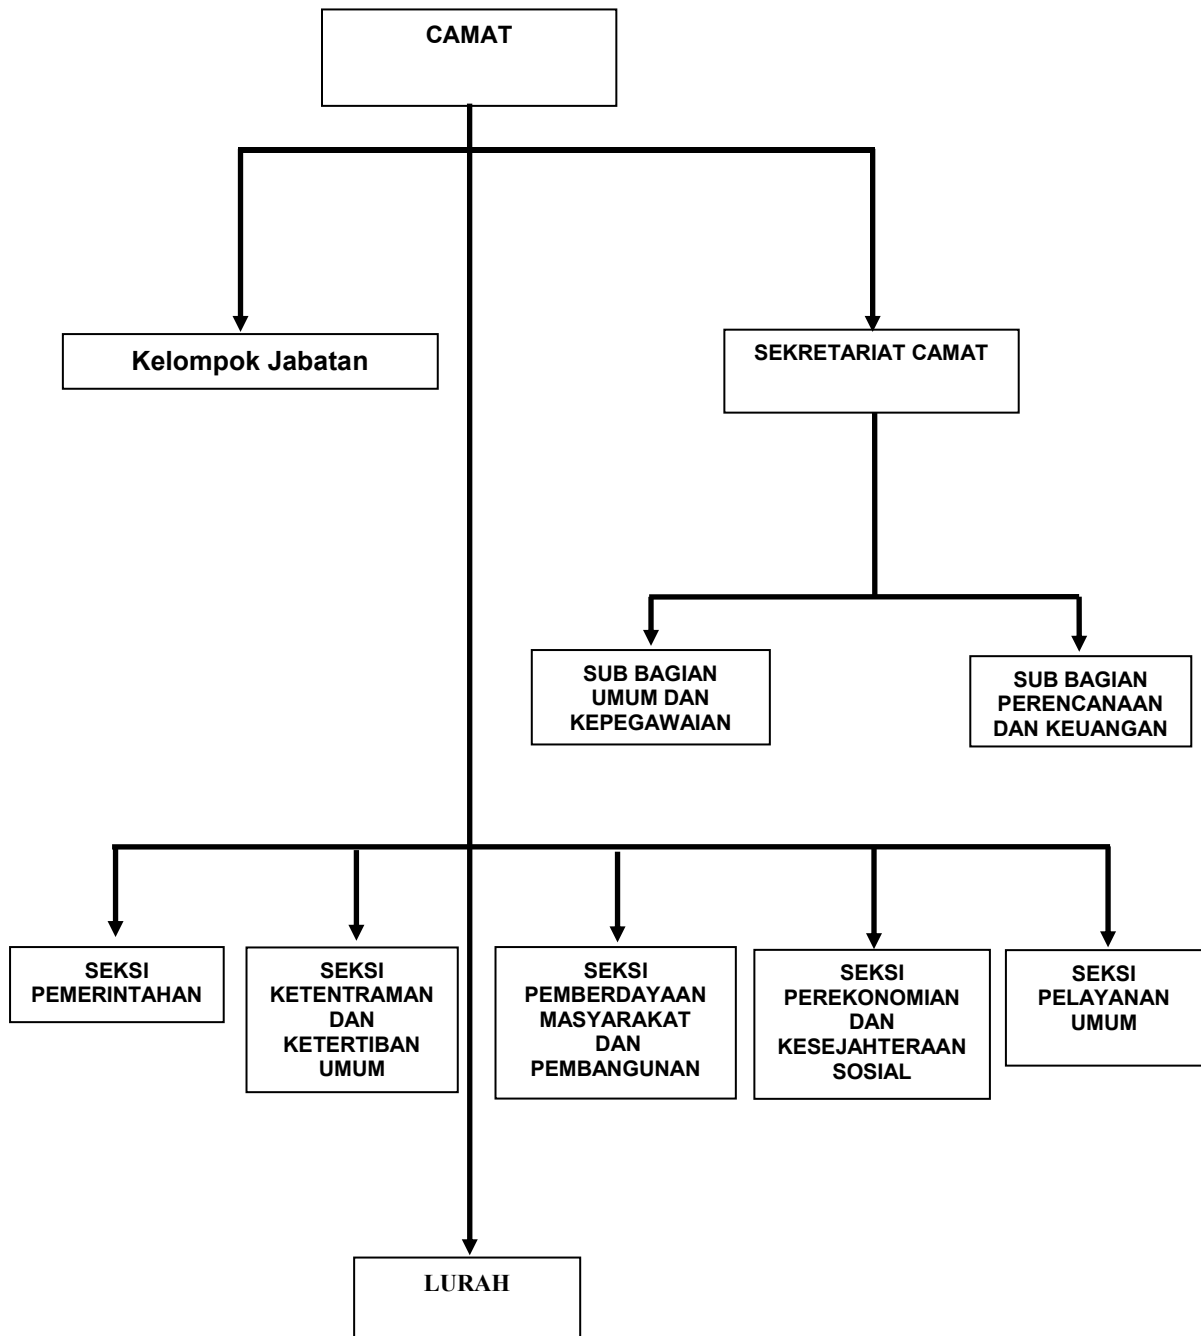 CAMAT
Kelompok Jabatan
SEKRETARIAT CAMAT
SUB BAGIAN
UMUM DAN
KEPEGAWAIAN
SUB BAGIAN
PERENCANAAN
DAN KEUANGAN
SEKSI
PEMERINTAHAN
SEKSI
KETENTRAMAN
DAN
KETERTIBAN
UMUM
SEKSI
PEMBERDAYAAN
MASYARAKAT
DAN
PEMBANGUNAN
SEKSI
PEREKONOMIAN
DAN
KESEJAHTERAAN
SOSIAL
SEKSI
PELAYANAN
UMUM
LURAH